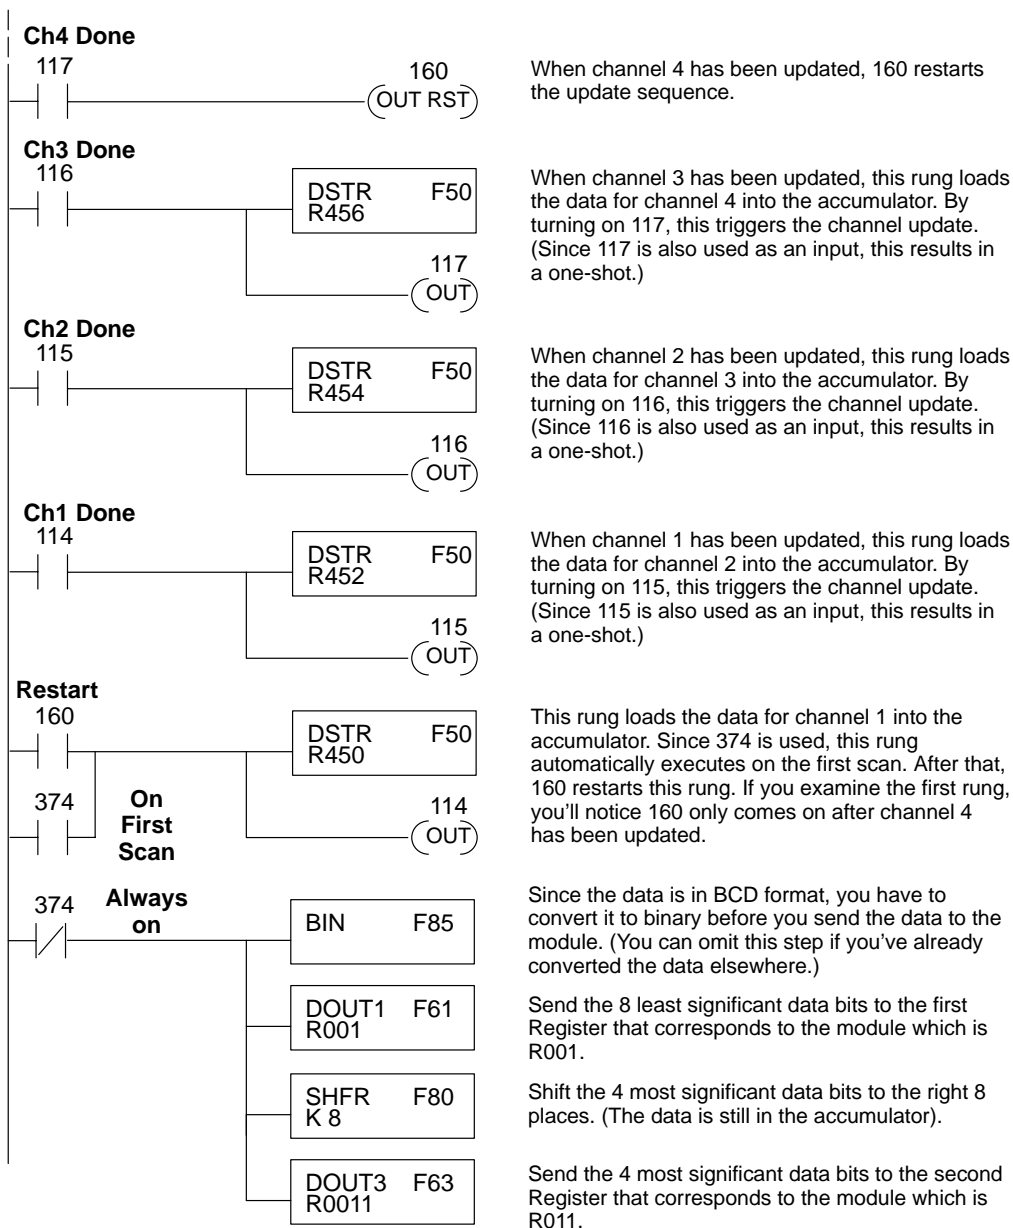 Ch4 Done
117
160
OUT RST
When channel 4 has been updated, 160 restarts
the update sequence.
Ch3 Done
116
DSTR F50
R456
117
OUT
When channel 3 has been updated, this rung loads
the data for channel 4 into the accumulator. By
turning on 117, this triggers the channel update.
(Since 117 is also used as an input, this results in
a one-shot.)
Ch2 Done
115
DSTR F50
R454
116
OUT
When channel 2 has been updated, this rung loads
the data for channel 3 into the accumulator. By
turning on 116, this triggers the channel update.
(Since 116 is also used as an input, this results in
a one-shot.)
Ch1 Done
114
DSTR F50
R452
115
OUT
When channel 1 has been updated, this rung loads
the data for channel 2 into the accumulator. By
turning on 115, this triggers the channel update.
(Since 115 is also used as an input, this results in
a one-shot.)
Restart
160
374
On
First
Scan
DSTR F50
R450
114
OUT
This rung loads the data for channel 1 into the
accumulator. Since 374 is used, this rung
automatically executes on the first scan. After that,
160 restarts this rung. If you examine the first rung,
you'll notice 160 only comes on after channel 4
has been updated.
374
Always
on
BIN F85
Since the data is in BCD format, you have to
convert it to binary before you send the data to the
module. (You can omit this step if you've already
converted the data elsewhere.)
DOUT1 F61
R001
Send the 8 least significant data bits to the first
Register that corresponds to the module which is
R001.
SHFR F80
K 8
Shift the 4 most significant data bits to the right 8
places. (The data is still in the accumulator).
DOUT3 F63
R0011
Send the 4 most significant data bits to the second
Register that corresponds to the module which is
R011.